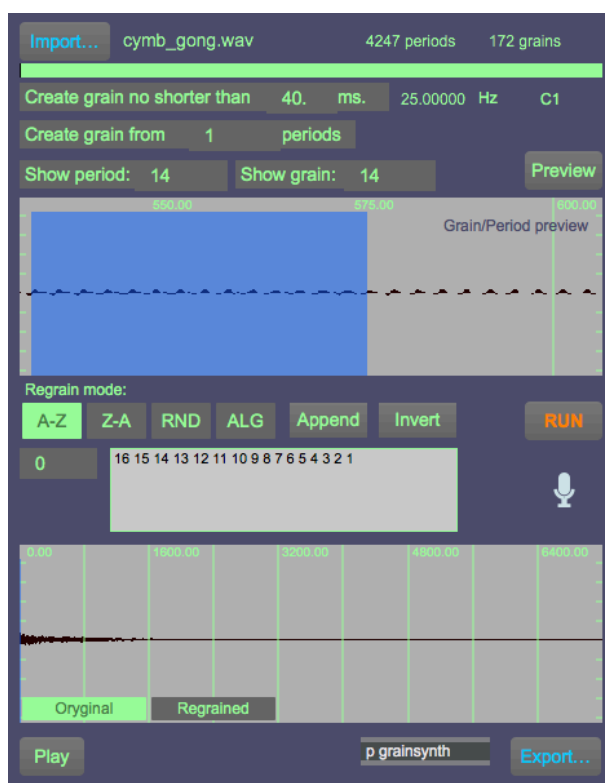 Import... cymb_gong.wav 4247 periods 172 grains
Create grain no shorter than 40. ms. 25.00000 Hz C1
Create grain from 1 periods
Show period: 14 Show grain: 14 Preview
550.00 575.00 600.00
Grain/Period preview
Regrain mode:
A-Z Z-A RND ALG Append Invert RUN
0 16 15 14 13 12 11 10 9 8 7 6 5 4 3 2 1
0.00 1600.00 3200.00 4800.00 6400.00
Oryginal Regrained
Play p grainsynth Export...